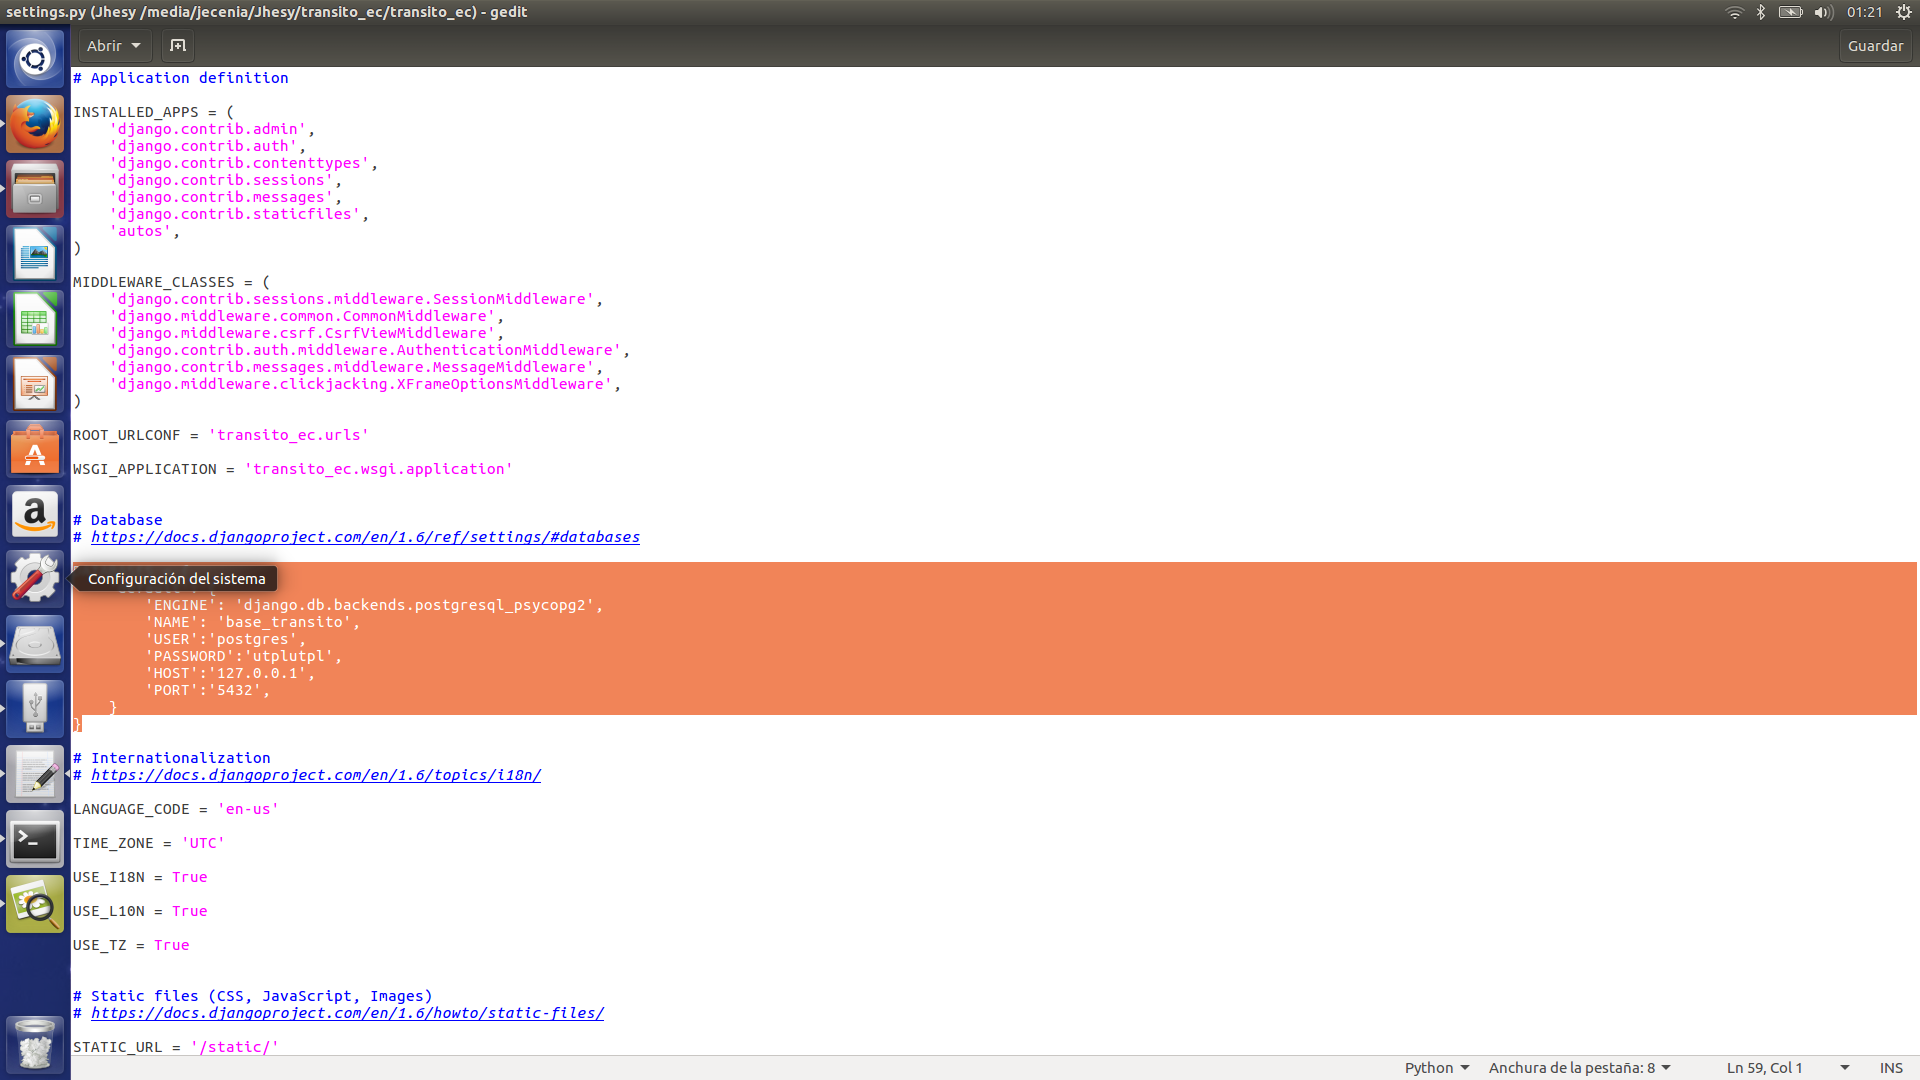 settings.py (Jhesy /media/jecenia/Jhesy/transito_ec/transito_ec) - gedit
01:21
Abrir
Guardar
# Application definition
INSTALLED_APPS = (
    'django.contrib.admin',
    'django.contrib.auth',
    'django.contrib.contenttypes',
    'django.contrib.sessions',
    'django.contrib.messages',
    'django.contrib.staticfiles',
    'autos',
)
MIDDLEWARE_CLASSES = (
    'django.contrib.sessions.middleware.SessionMiddleware',
    'django.middleware.common.CommonMiddleware',
    'django.middleware.csrf.CsrfViewMiddleware',
    'django.contrib.auth.middleware.AuthenticationMiddleware',
    'django.contrib.messages.middleware.MessageMiddleware',
    'django.middleware.clickjacking.XFrameOptionsMiddleware',
)
ROOT_URLCONF = 'transito_ec.urls'
WSGI_APPLICATION = 'transito_ec.wsgi.application'
# Database
# https://docs.djangoproject.com/en/1.6/ref/settings/#databases
Configuración del sistema
{
        'ENGINE': 'django.db.backends.postgresql_psycopg2',
        'NAME': 'base_transito',
        'USER':'postgres',
        'PASSWORD':'utplutpl',
        'HOST':'127.0.0.1',
        'PORT':'5432',
    }
}
# Internationalization
# https://docs.djangoproject.com/en/1.6/topics/i18n/
LANGUAGE_CODE = 'en-us'
TIME_ZONE = 'UTC'
USE_I18N = True
USE_L10N = True
USE_TZ = True
# Static files (CSS, JavaScript, Images)
# https://docs.djangoproject.com/en/1.6/howto/static-files/
STATIC_URL = '/static/'
Python
Anchura de la pestaña: 8
Ln 59, Col 1
INS